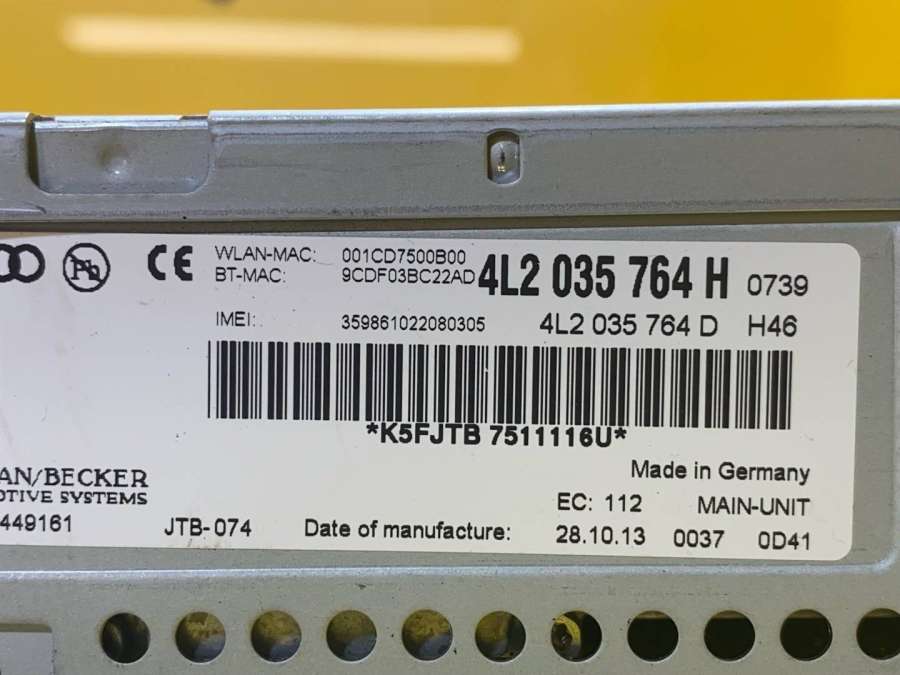 Pb
CE
WLAN-MAC: 001CD7500B00
BT-MAC: 9CDF03BC22AD
4L2 035 764 H 0739
IMEI: 359861022080305
4L2 035 764 D H46
*K5FJTB 7511116U*
Made in Germany
AN/BECKER
OTIVE SYSTEMS
EC: 112 MAIN-UNIT
449161 JTB-074 Date of manufacture: 28.10.13 0037 0D41